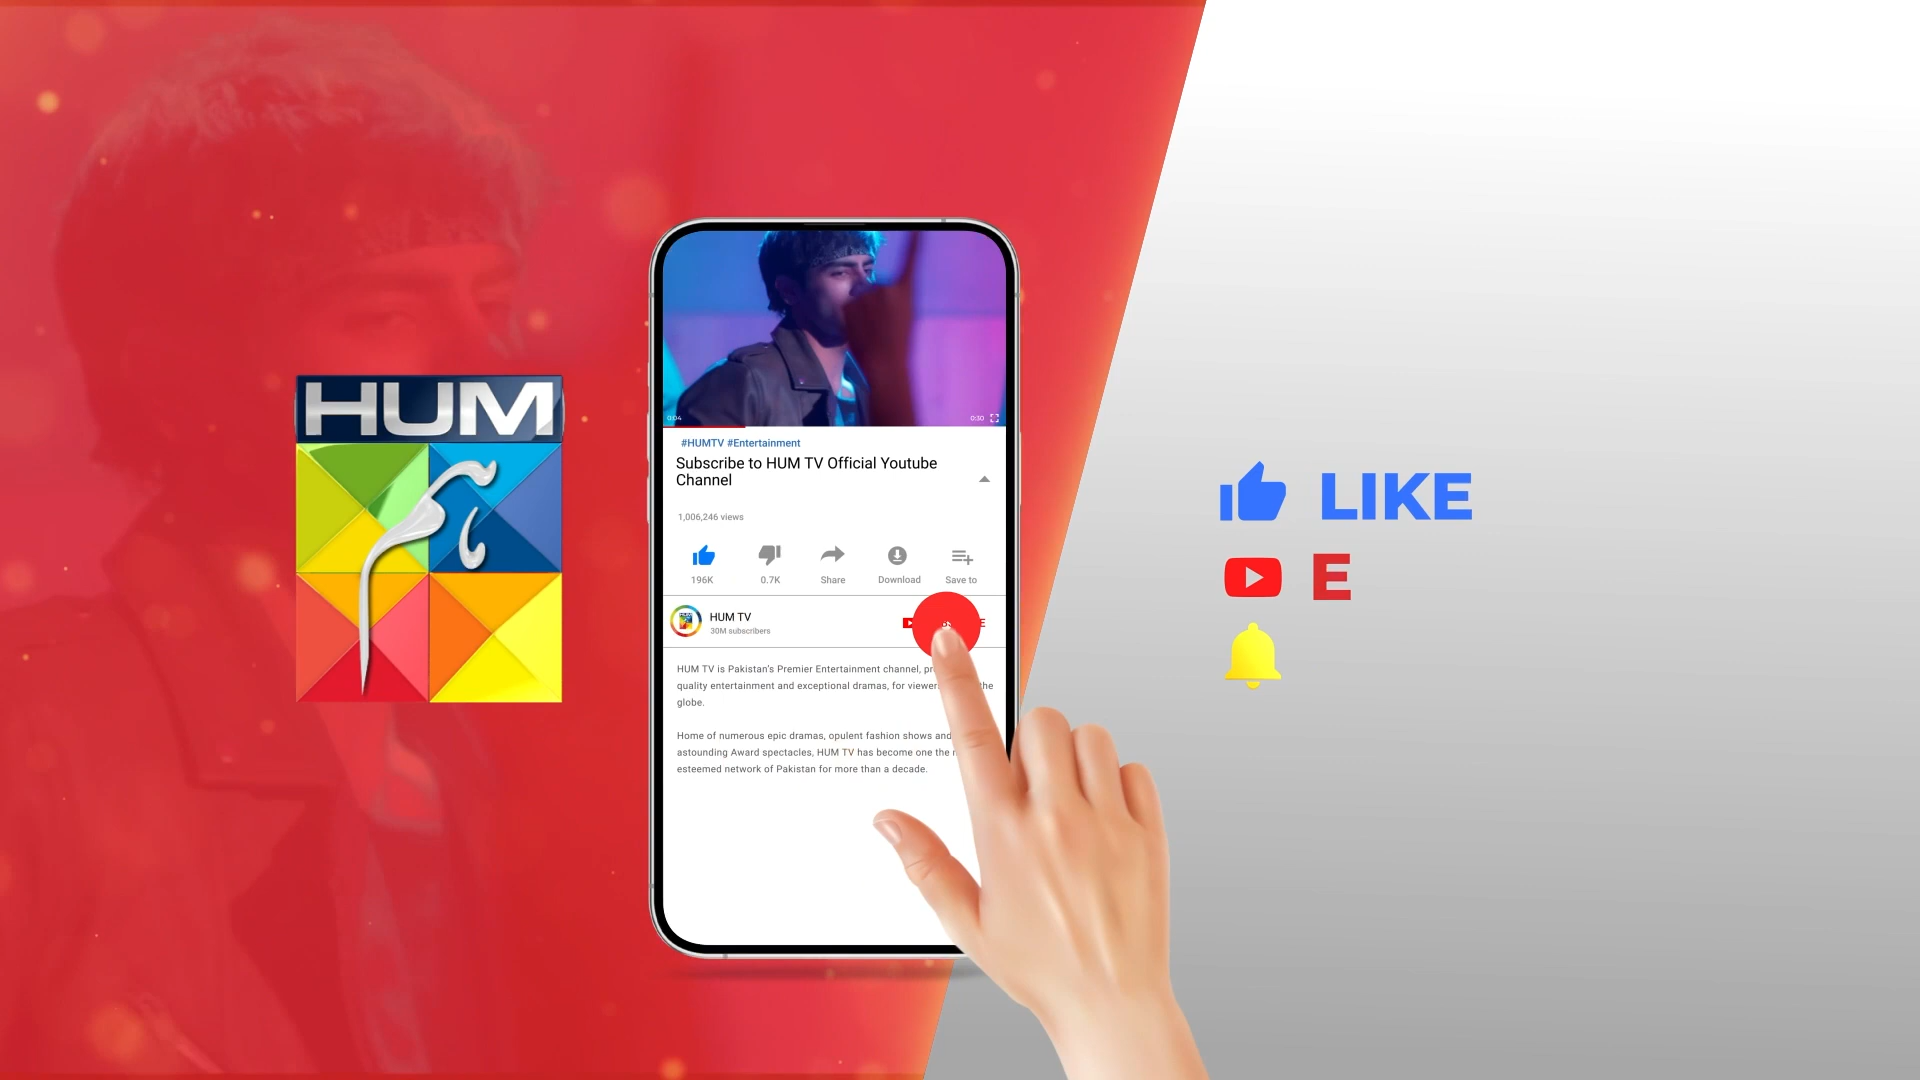 HUM
ہم
0:04
0:30
#HUMTV #Entertainment
Subscribe to HUM TV Official Youtube
Channel
1,006,246 views
196K
0.7K
Share
Download
Save to
HUM TV
30M subscribers
HUM TV is Pakistan's Premier Entertainment channel,
quality entertainment and exceptional dramas, for the
globe.
Home of numerous epic dramas, opulent fashion shows and
astounding Award spectacles, HUM TV has become one the
esteemed network of Pakistan for more than a decade.
LIKE
E